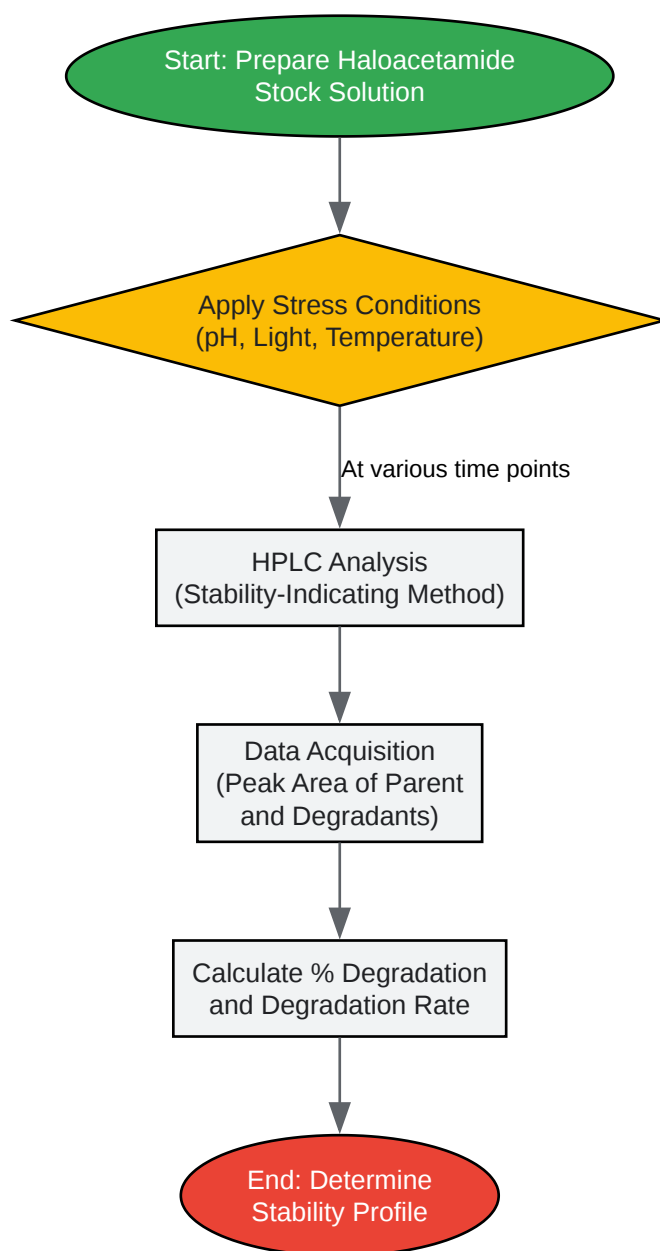 Start: Prepare Haloacetamide
Stock Solution
Apply Stress Conditions
(pH, Light, Temperature)
At various time points
HPLC Analysis
(Stability-Indicating Method)
Data Acquisition
(Peak Area of Parent
and Degradants)
Calculate % Degradation
and Degradation Rate
End: Determine
Stability Profile